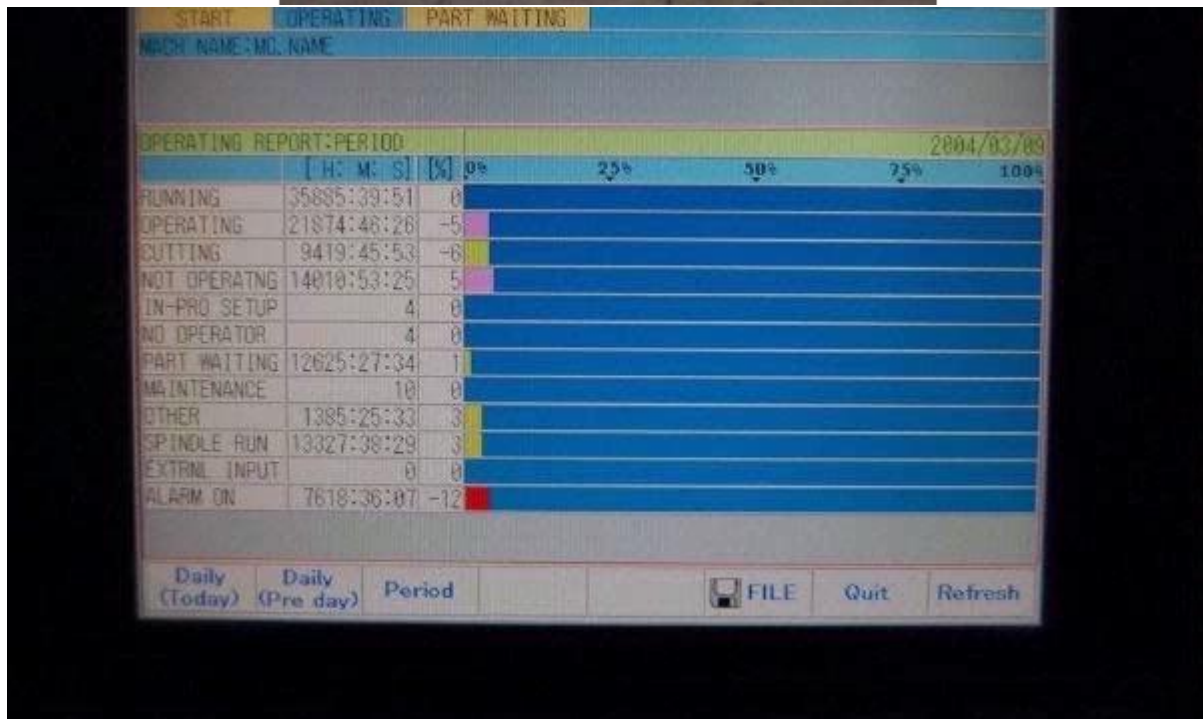 START OPERATING PART WAITING
MACH NAME:MC.NAME
OPERATING REPORT:PERIOD 2004/03/09
[ H: M: S] [%] 0% 25% 50% 75% 100%
RUNNING 35885:39:51 0
OPERATING 21874:46:26 -5
CUTTING 9419:45:53 -6
NOT OPERATNG 14010:53:25 5
IN-PRO SETUP 4 0
NO OPERATOR 4 0
PART WAITING 12625:27:34 1
MAINTENANCE 10 0
OTHER 1385:25:33 3
SPINDLE RUN 13327:38:29 3
EXTRNL INPUT 0 0
ALARM ON 7618:36:07 -12
Daily (Today) Daily (Pre day) Period FILE Quit Refresh